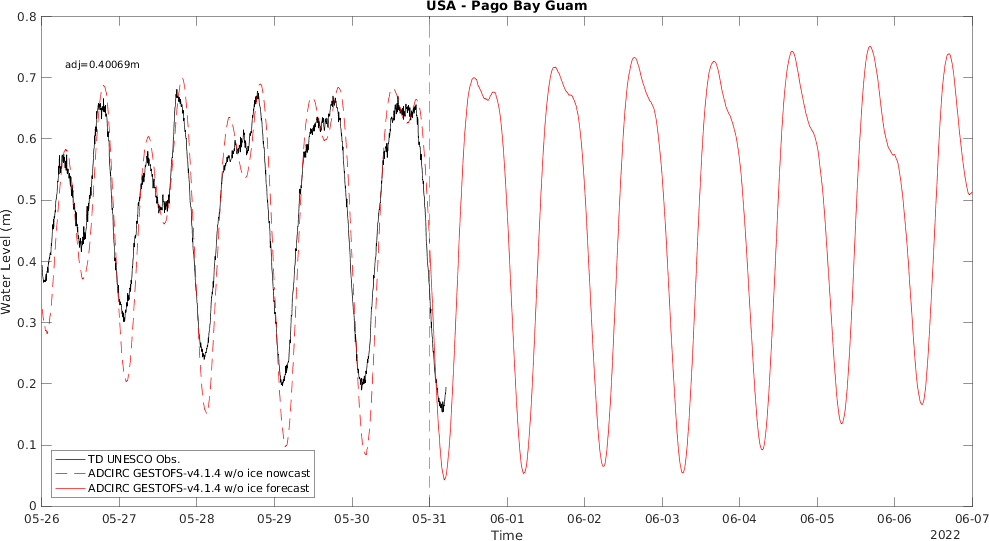 USA - Pago Bay Guam
adj=0.40069m
0.8
0.7
0.6
0.5
0.4
0.3
0.2
0.1
0
Water Level (m)
TD UNESCO Obs.
ADCIRC GESTOFS-v4.1.4 w/o ice nowcast
ADCIRC GESTOFS-v4.1.4 w/o ice forecast
05-26 05-27 05-28 05-29 05-30 05-31 06-01 06-02 06-03 06-04 06-05 06-06 06-07
Time
2022